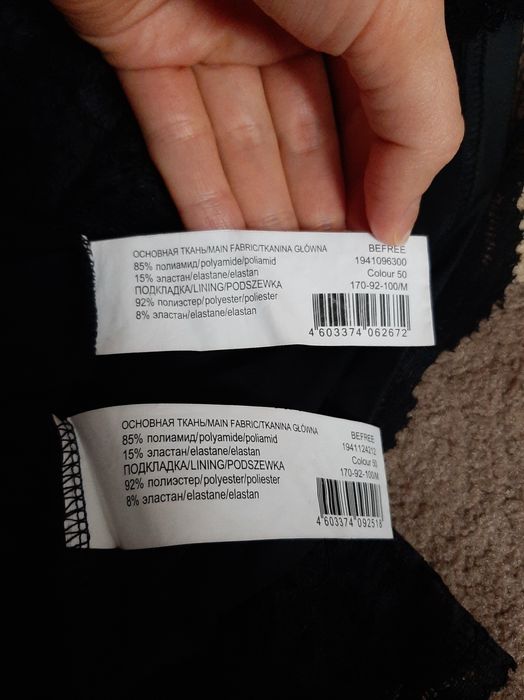 ОСНОВНАЯ ТКАНЬ/MAIN FABRIC/TKANINA GŁÓWNA
85% полиамид/polyamide/poliamid
15% эластан/elastane/elastan
ПОДКЛАДКА/LINING/PODSZEWKA
92% полиэстер/polyester/poliester
8% эластан/elastane/elastan
BEFREE
1941096300
Colour 50
170-92-100/M
4 603374 062672
ОСНОВНАЯ ТКАНЬ/MAIN FABRIC/TKANINA GŁÓWNA
85% полиамид/polyamide/poliamid
15% эластан/elastane/elastan
ПОДКЛАДКА/LINING/PODSZEWKA
92% полиэстер/polyester/poliester
8% эластан/elastane/elastan
BEFREE
1941124212
Colour 50
170-92-100/M
4 603374 092518